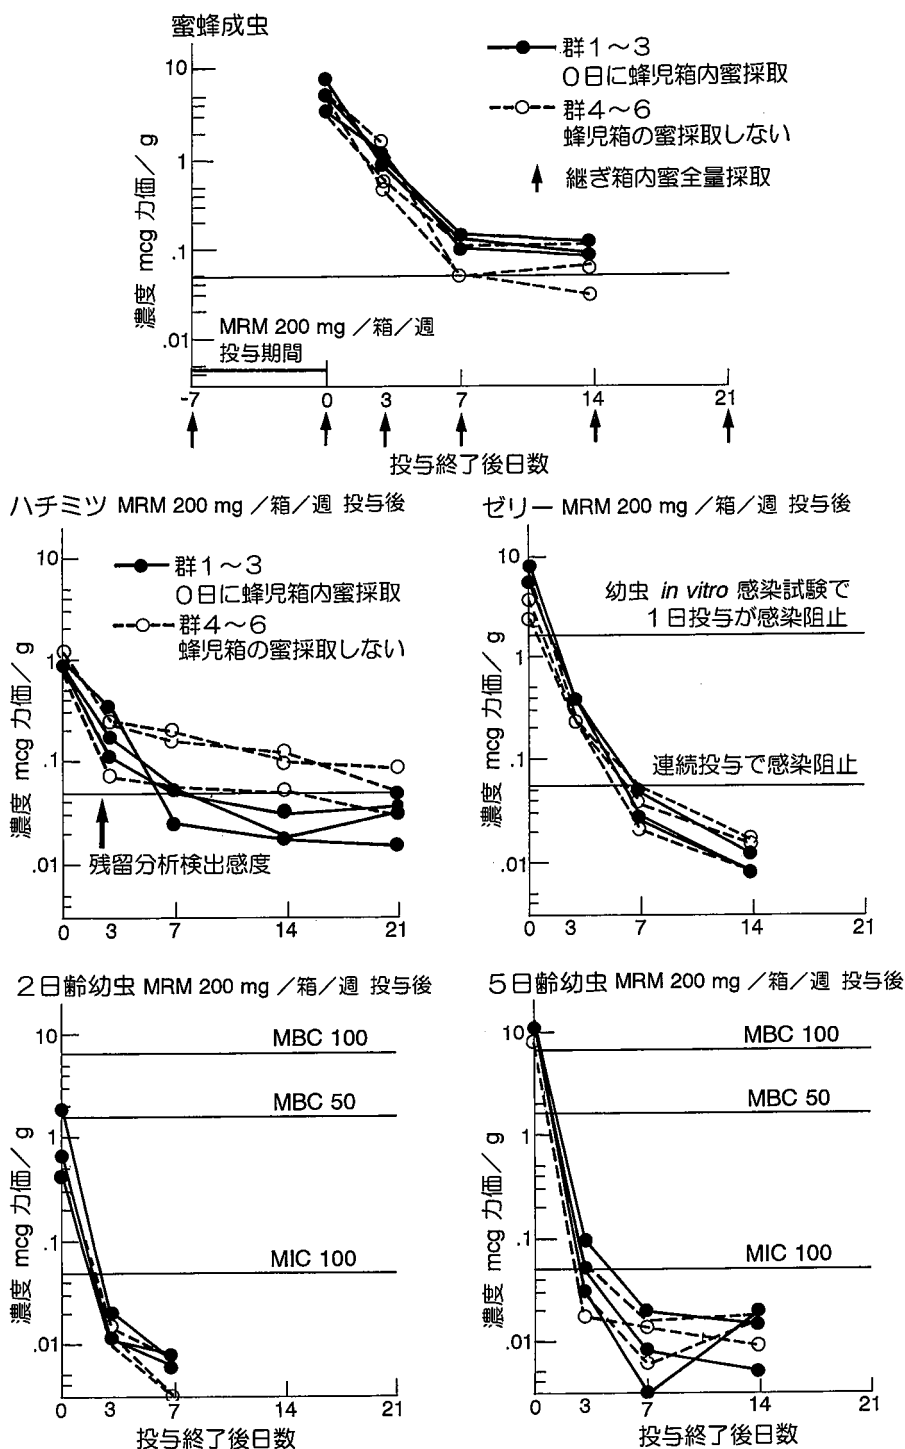 蜜蜂成虫
群1〜3
0日に蜂児箱内蜜採取
群4〜6
蜂児箱の蜜採取しない
継ぎ箱内蜜全量採取
濃度 mcg 力価/g
10
1
.1
.01
MRM 200 mg /箱/週
投与期間
-7 0 3 7 14 21
投与終了後日数
ハチミツ MRM 200 mg /箱/週 投与後
群1〜3
0日に蜂児箱内蜜採取
群4〜6
蜂児箱の蜜採取しない
濃度 mcg 力価/g
10
1
.1
.01
残留分析検出感度
0 3 7 14 21
ゼリー MRM 200 mg /箱/週 投与後
幼虫 in vitro 感染試験で
1日投与が感染阻止
連続投与で感染阻止
濃度 mcg 力価/g
10
1
.1
.01
0 3 7 14 21
2日齢幼虫 MRM 200 mg /箱/週 投与後
MBC 100
MBC 50
MIC 100
濃度 mcg 力価/g
10
1
.1
.01
0 3 7 14 21
投与終了後日数
5日齢幼虫 MRM 200 mg /箱/週 投与後
MBC 100
MBC 50
MIC 100
濃度 mcg 力価/g
10
1
.1
.01
0 3 7 14 21
投与終了後日数